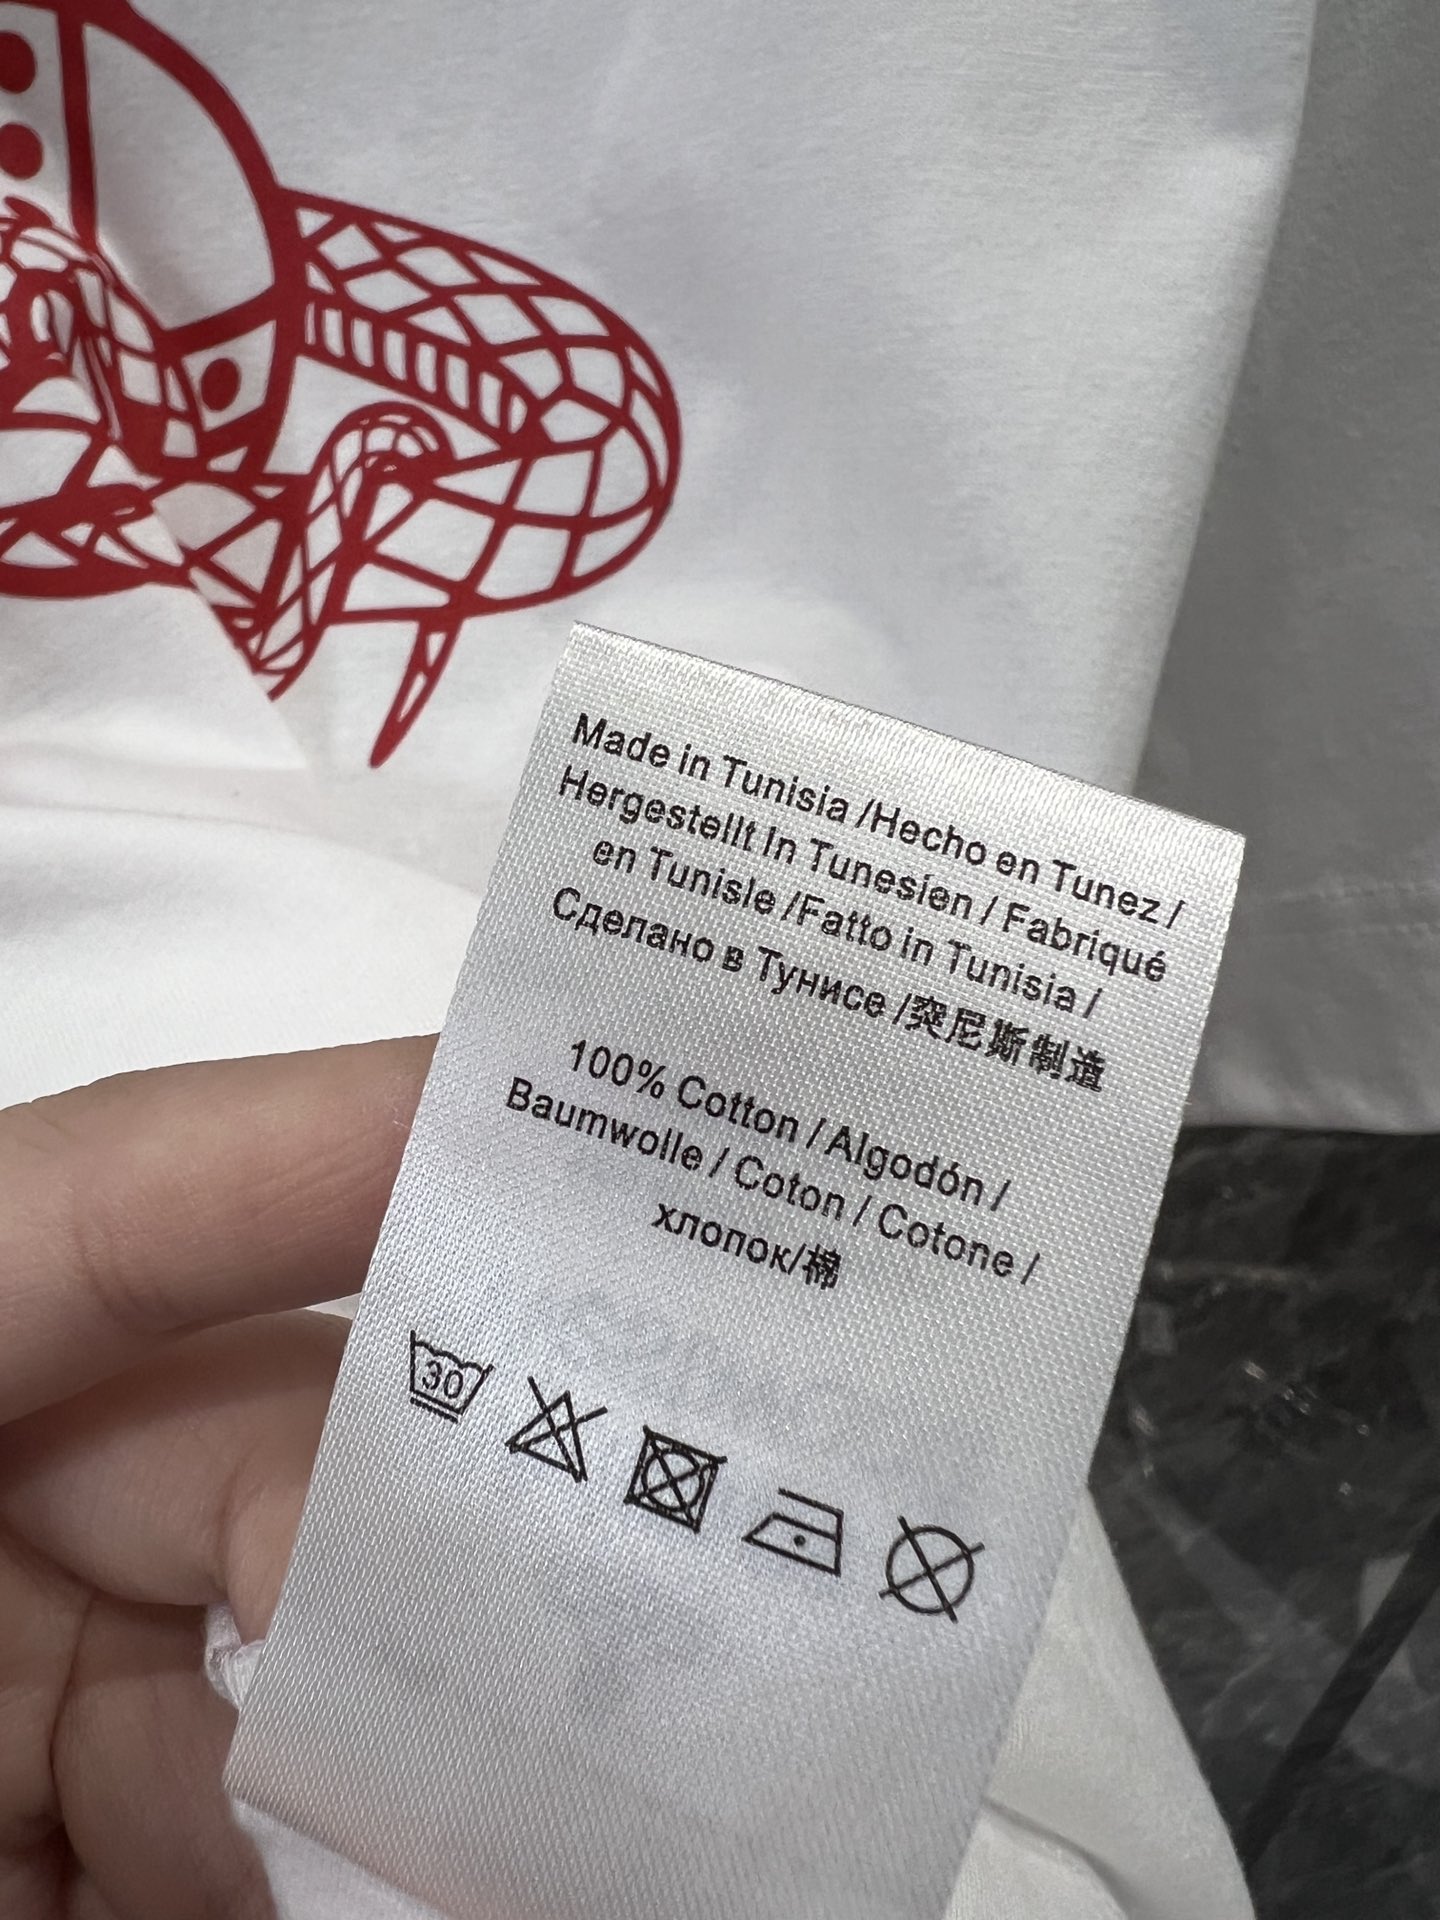 Made in Tunisia /Hecho en Tunez /
Hergestellt In Tunesien / Fabriqué
en Tunisle /Fatto in Tunisia /
Сделано в Тунисе /突尼斯制造
100% Cotton / Algodón /
Baumwolle / Coton / Cotone /
хлопок/棉
30